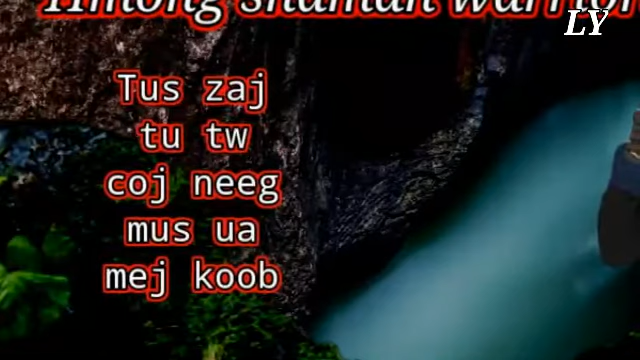 Hmong shaman warrior
LY
Tus zaj
tu tw
coj neeg
mus ua
mej koob